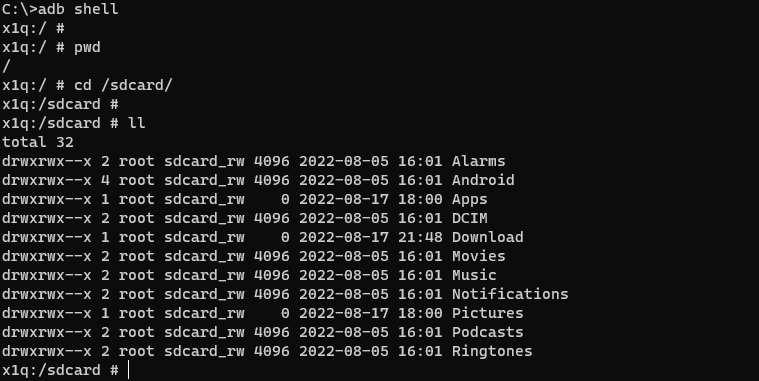 C:\>adb shell
x1q:/ #
x1q:/ # pwd
/
x1q:/ # cd /sdcard/
x1q:/sdcard #
x1q:/sdcard # ll
total 32
drwxrwx--x 2 root sdcard_rw 4096 2022-08-05 16:01 Alarms
drwxrwx--x 4 root sdcard_rw 4096 2022-08-05 16:01 Android
drwxrwx--x 1 root sdcard_rw    0 2022-08-17 18:00 Apps
drwxrwx--x 2 root sdcard_rw 4096 2022-08-05 16:01 DCIM
drwxrwx--x 1 root sdcard_rw    0 2022-08-17 21:48 Download
drwxrwx--x 2 root sdcard_rw 4096 2022-08-05 16:01 Movies
drwxrwx--x 2 root sdcard_rw 4096 2022-08-05 16:01 Music
drwxrwx--x 2 root sdcard_rw 4096 2022-08-05 16:01 Notifications
drwxrwx--x 1 root sdcard_rw    0 2022-08-17 18:00 Pictures
drwxrwx--x 2 root sdcard_rw 4096 2022-08-05 16:01 Podcasts
drwxrwx--x 2 root sdcard_rw 4096 2022-08-05 16:01 Ringtones
x1q:/sdcard #